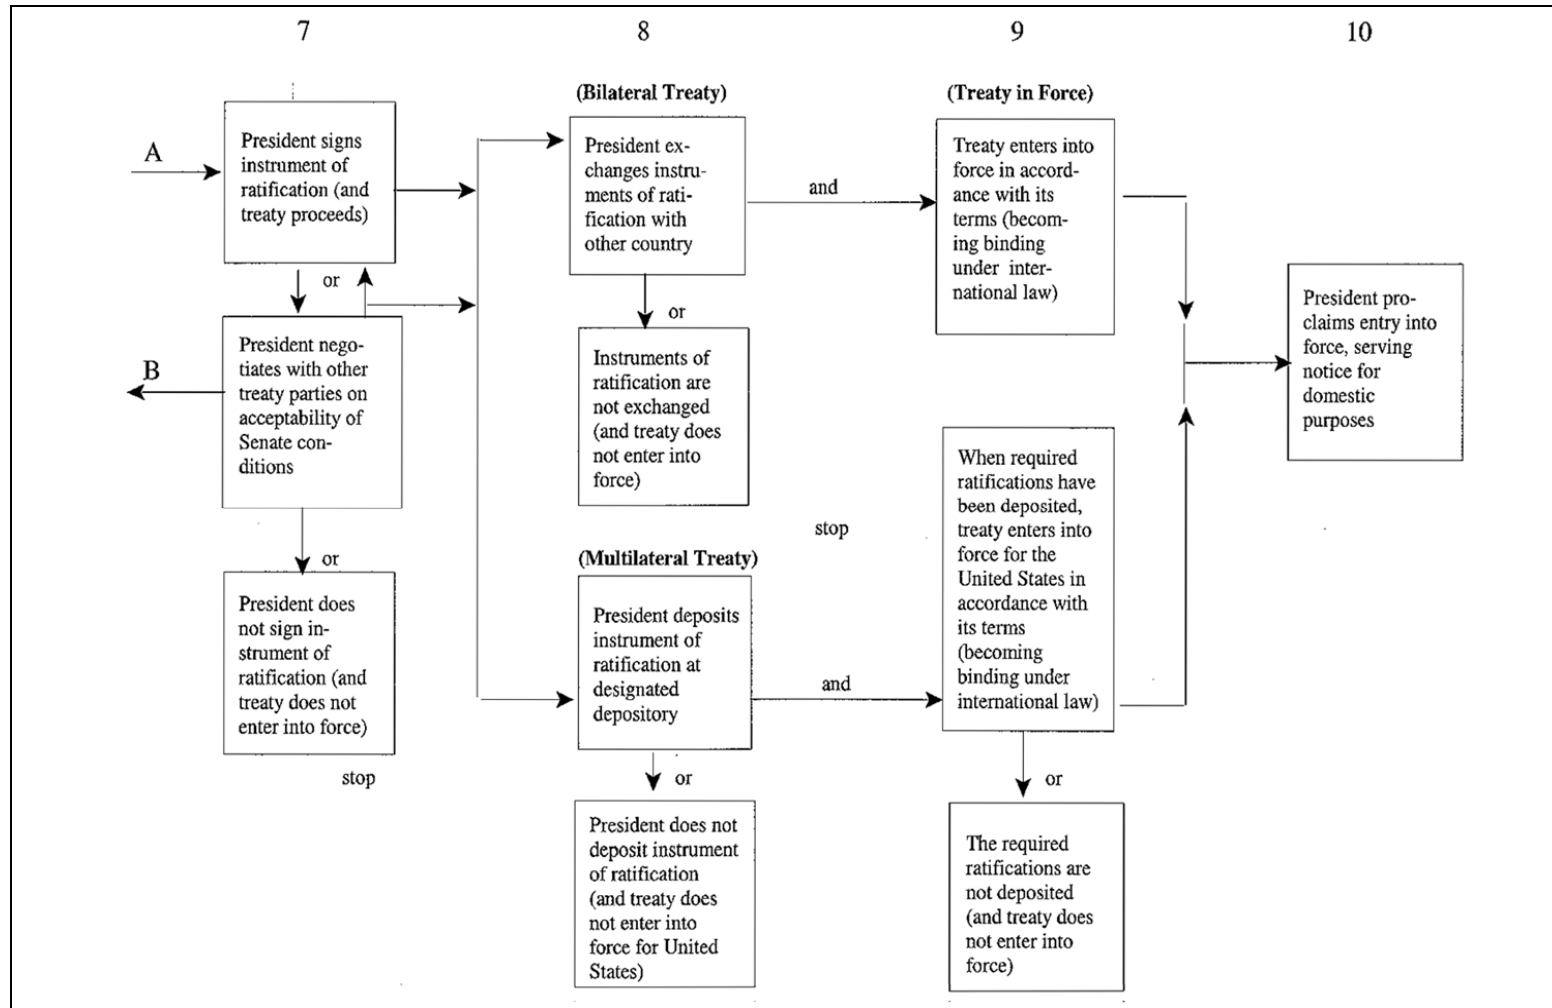 7
8
9
10
A
President signs
instrument of
ratification (and
treaty proceeds)
or
B
President nego-
tiates with other
treaty parties on
acceptability of
Senate con-
ditions
or
President does
not sign in-
strument of
ratification (and
treaty does not
enter into force)
stop
(Bilateral Treaty)
President ex-
changes instru-
ments of rati-
fication with
other country
and
or
Instruments of
ratification are
not exchanged
(and treaty does
not enter into
force)
stop
(Multilateral Treaty)
President deposits
instrument of
ratification at
designated
depository
and
or
President does not
deposit instrument
of ratification
(and treaty does
not enter into
force for United
States)
(Treaty in Force)
Treaty enters into
force in accord-
ance with its
terms (becom-
ing binding
under inter-
national law)
When required
ratifications have
been deposited,
treaty enters into
force for the
United States in
accordance with
its terms
(becoming
binding under
international law)
or
The required
ratifications are
not deposited
(and treaty does
not enter into
force)
President pro-
claims entry into
force, serving
notice for
domestic
purposes